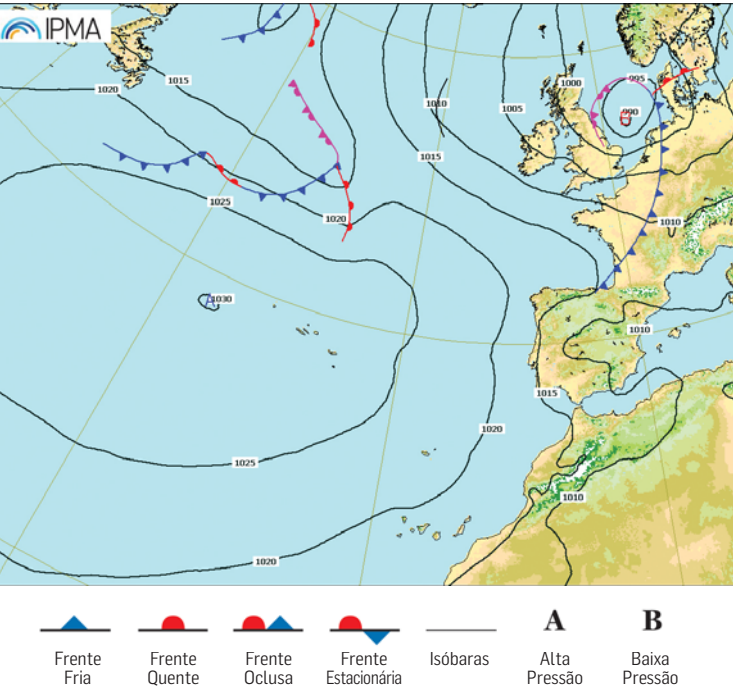 IPMA
1015
1020
1010
1000
995
990
1005
1015
1025
1020
1010
A 1030
B
1010
1015
1020
1025
1010
1020
A
B
Frente
Fria
Frente
Quente
Frente
Oclusa
Frente
Estacionária
Isóbaras
Alta
Pressão
Baixa
Pressão